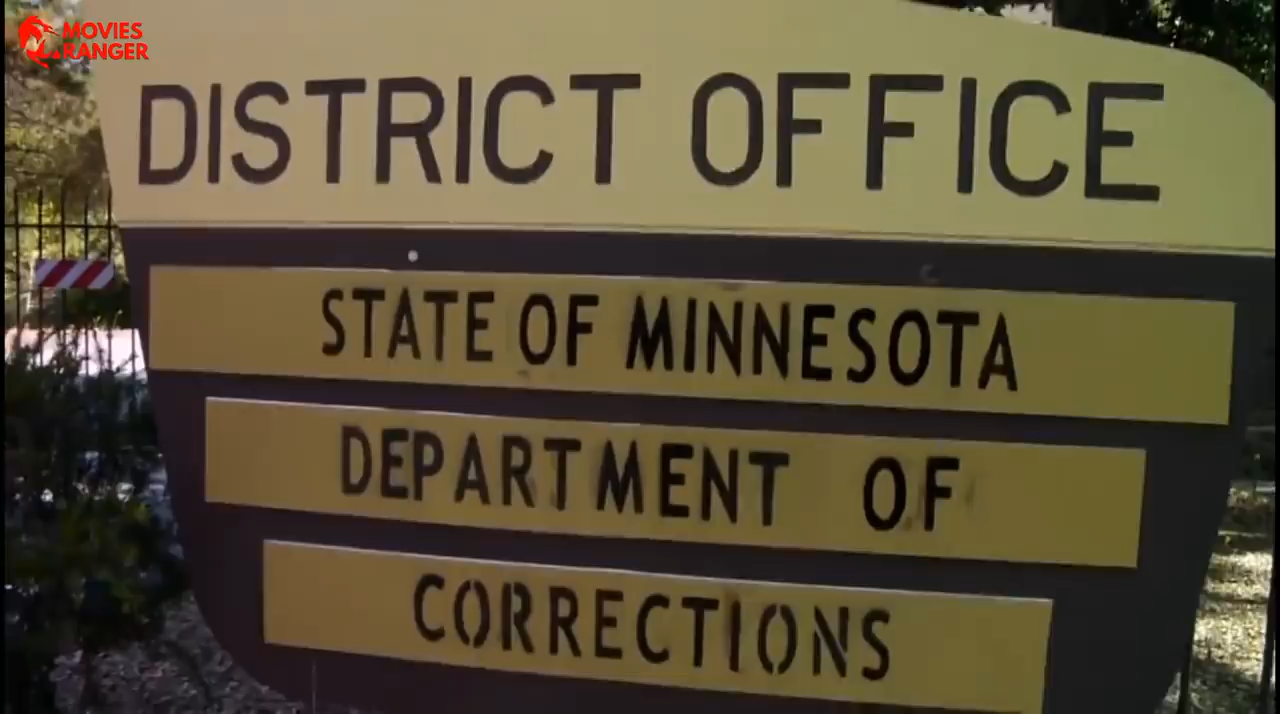 MOVIES
RANGER
DISTRICT OFFICE
STATE OF MINNESOTA
DEPARTMENT OF
CORRECTIONS